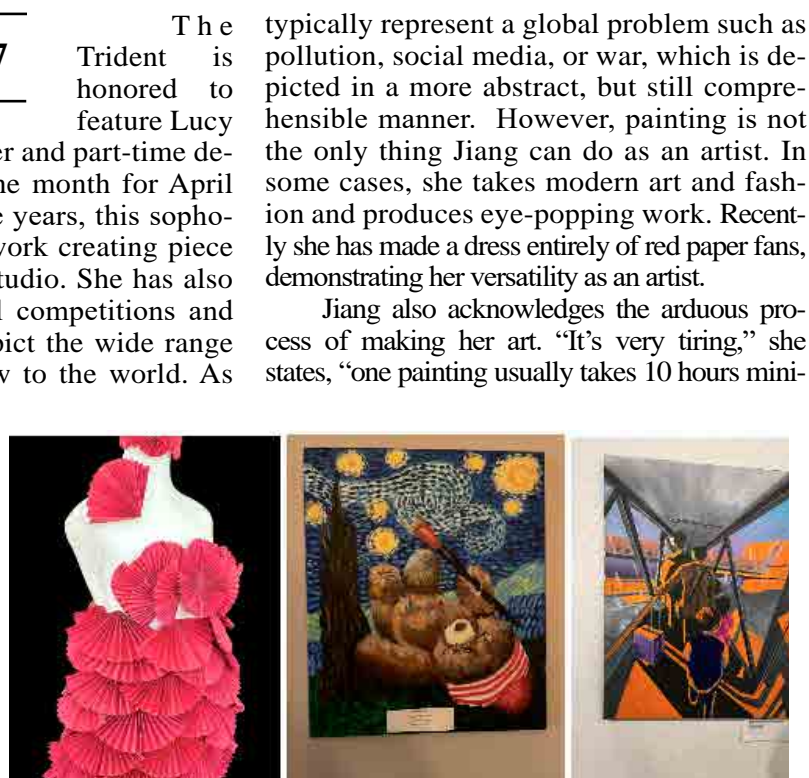 The
Trident is
honored to
feature Lucy
er and part-time de-
month for April
years, this sopho-
work creating piece
studio. She has also
competitions and
the wide range
to the world. As
typically represent a global problem such as
pollution, social media, or war, which is de-
picted in a more abstract, but still compre-
hensible manner. However, painting is not
the only thing Jiang can do as an artist. In
some cases, she takes modern art and fash-
ion and produces eye-popping work. Recent-
ly she has made a dress entirely of red paper fans,
demonstrating her versatility as an artist.
Jiang also acknowledges the arduous pro-
cess of making her art. “It’s very tiring,” she
states, “one painting usually takes 10 hours mini-